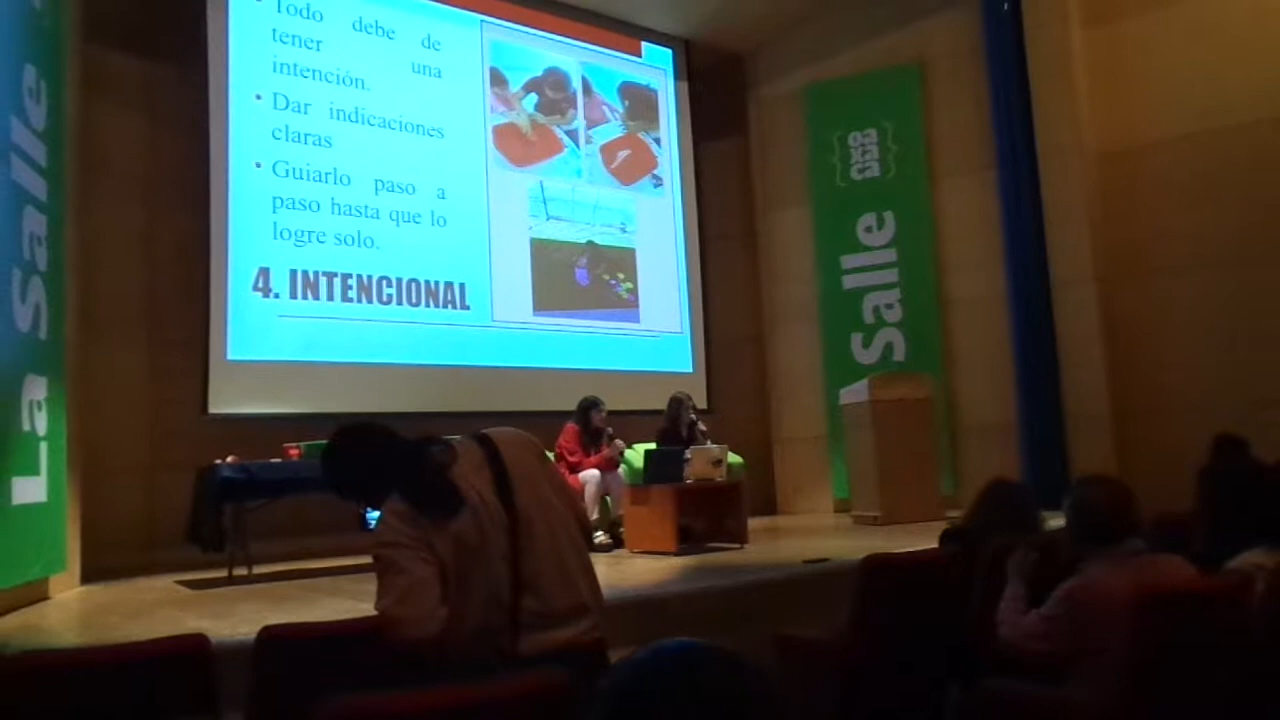 Todo debe de
tener una
intención.
Dar indicaciones
claras
Guiarlo paso a
paso hasta que lo
logre solo.
4. INTENCIONAL
La Salle
Salle